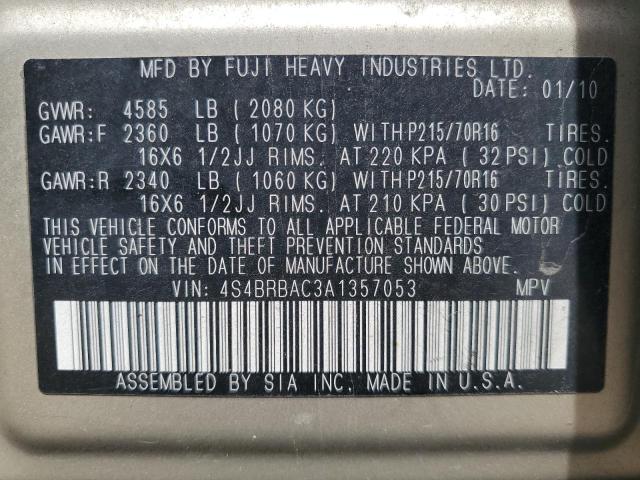 MFD BY FUJI HEAVY INDUSTRIES LTD.
DATE: 01/10
GVWR: 4585 LB ( 2080 KG)
GAWR:F 2360 LB ( 1070 KG) WITH P215/70R16 TIRES.
16X6 1/2JJ RIMS. AT 220 KPA ( 32 PSI) COLD
GAWR:R 2340 LB ( 1060 KG) WITH P215/70R16 TIRES.
16X6 1/2JJ RIMS. AT 210 KPA ( 30 PSI) COLD
THIS VEHICLE CONFORMS TO ALL APPLICABLE FEDERAL MOTOR
VEHICLE SAFETY AND THEFT PREVENTION STANDARDS
IN EFFECT ON THE DATE OF MANUFACTURE SHOWN ABOVE.
VIN: 4S4BRBAC3A1357053 MPV
ASSEMBLED BY SIA INC. MADE IN U.S.A.